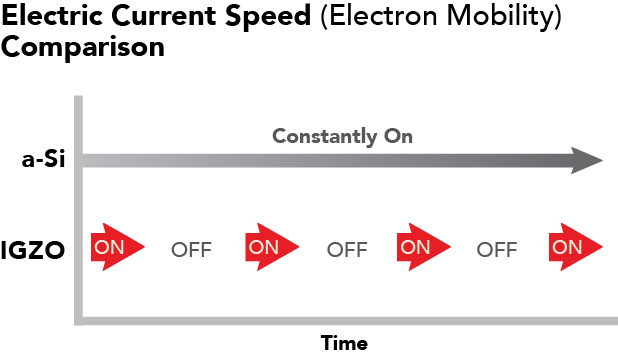 Electric Current Speed (Electron Mobility)
Comparison
Constantly On
a-Si
IGZO ON OFF ON OFF ON OFF ON
Time